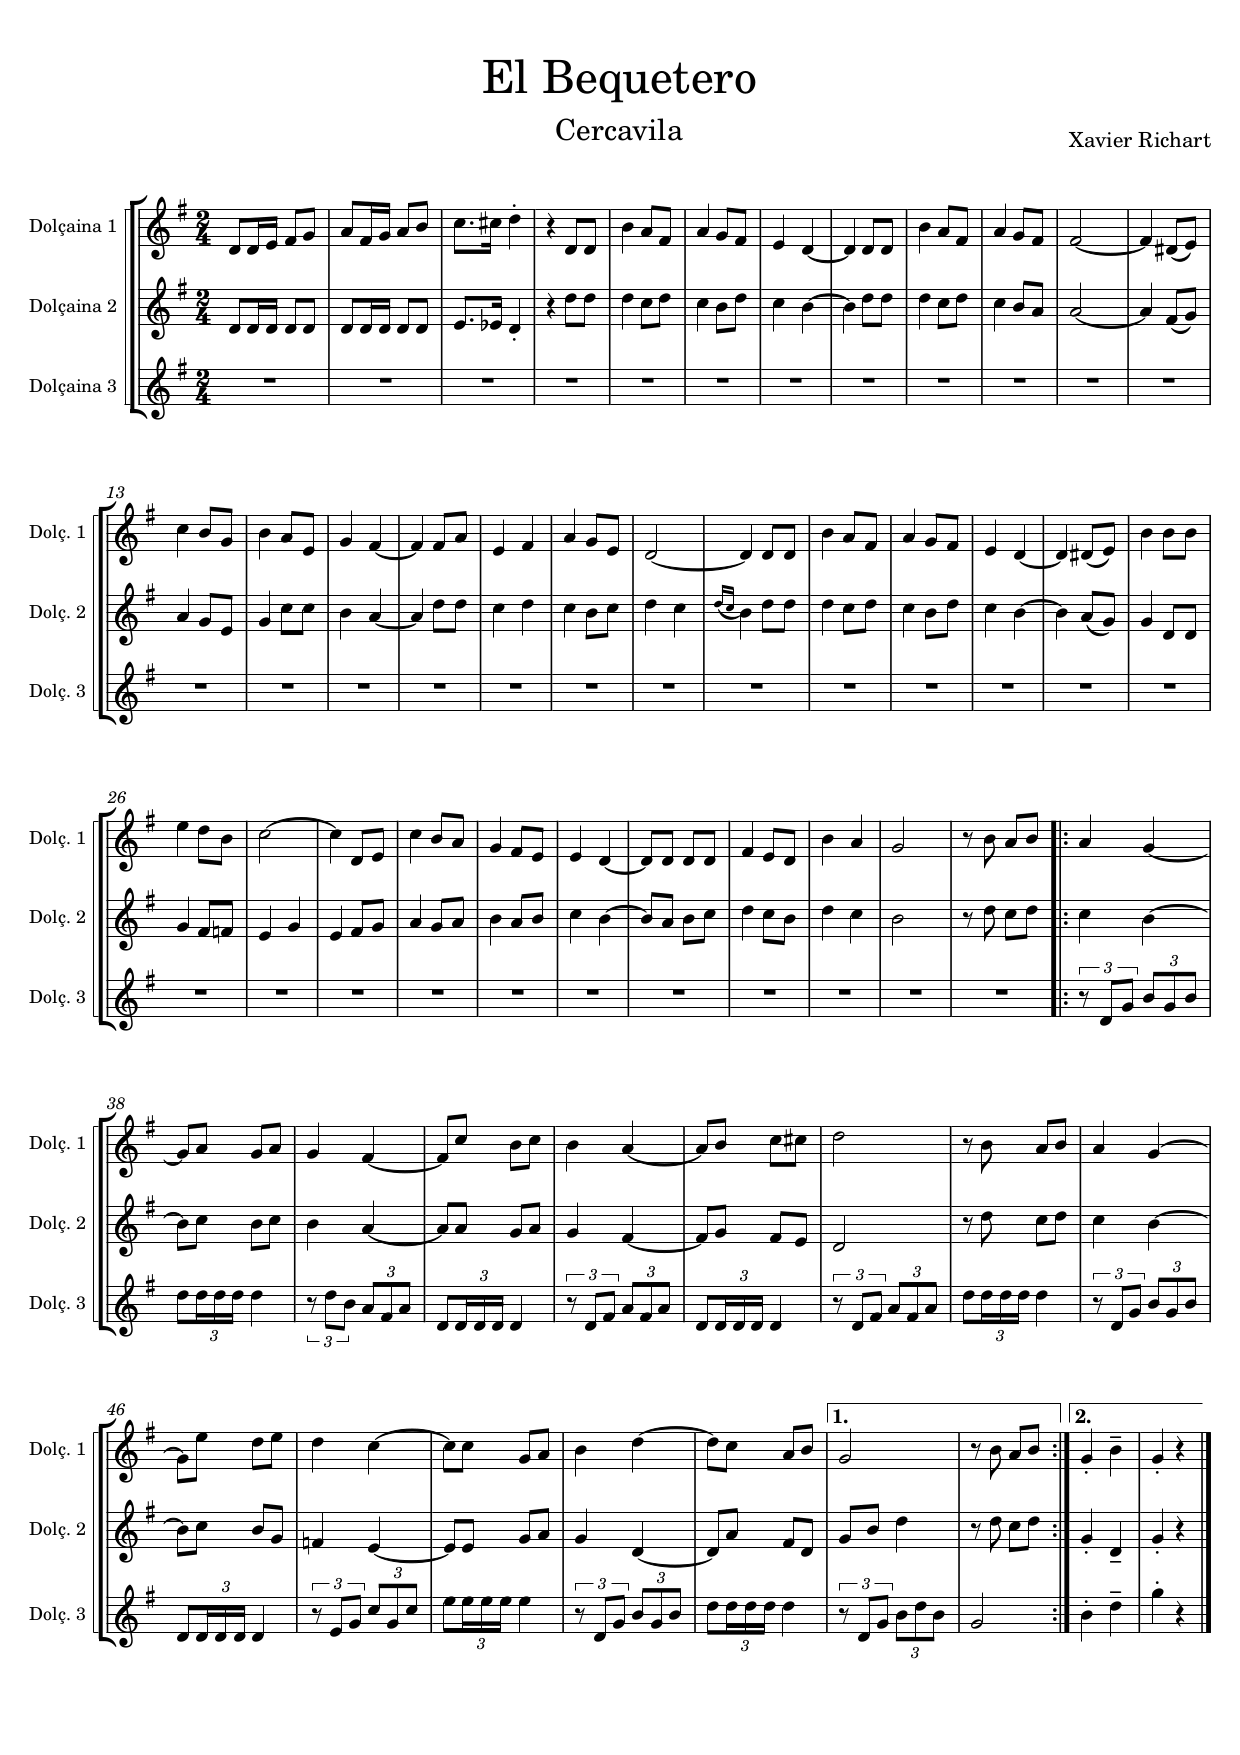 El Bequetero
Cercavila
Xavier Richart
Dolçaina 1
Dolçaina 2
Dolçaina 3
13
Dolç. 1
Dolç. 2
Dolç. 3
26
Dolç. 1
Dolç. 2
Dolç. 3
3 3
38
Dolç. 1
Dolç. 2
Dolç. 3
3 3 3 3 3 3 3 3 3 3 3 3 3
46
1. 2.
Dolç. 1
Dolç. 2
Dolç. 3
3 3 3 3 3 3 3 3 3